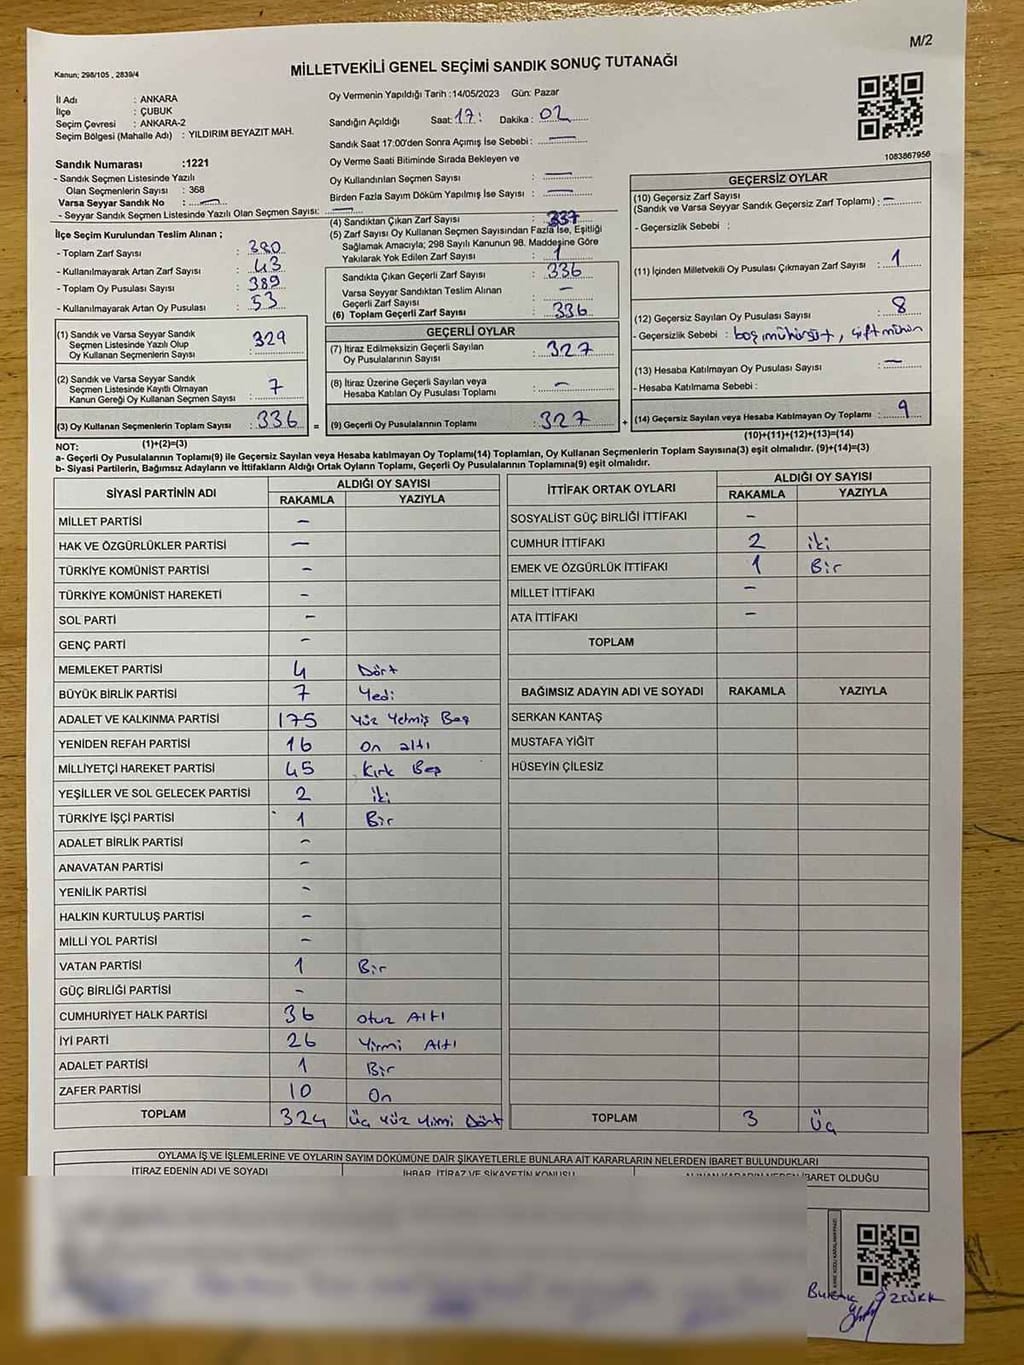 M/2
Kanun; 298/105 , 2839/4
MİLLETVEKİLİ GENEL SEÇİMİ SANDIK SONUÇ TUTANAĞI
İl Adı : ANKARA
İlçe : ÇUBUK
Seçim Çevresi : ANKARA-2
Seçim Bölgesi (Mahalle Adı) : YILDIRIM BEYAZIT MAH.
Sandık Numarası :1221
- Sandık Seçmen Listesinde Yazılı
Olan Seçmenlerin Sayısı : 368
Varsa Seyyar Sandık No : —
- Seyyar Sandık Seçmen Listesinde Yazılı Olan Seçmen Sayısı: —
İlçe Seçim Kurulundan Teslim Alınan ;
- Toplam Zarf Sayısı : 380
- Kullanılmayarak Artan Zarf Sayısı : 43
- Toplam Oy Pusulası Sayısı : 389
- Kullanılmayarak Artan Oy Pusulası : 53
(1) Sandık ve Varsa Seyyar Sandık
Seçmen Listesinde Yazılı Olup
Oy Kullanan Seçmenlerin Sayısı : 329
(2) Sandık ve Varsa Seyyar Sandık
Seçmen Listesinde Kayıtlı Olmayan
Kanun Gereği Oy Kullanan Seçmen Sayısı : 7
(3) Oy Kullanan Seçmenlerin Toplam Sayısı : 336 =
(1)+(2)=(3)
Oy Vermenin Yapıldığı Tarih :14/05/2023 Gün: Pazar
Sandığın Açıldığı Saat: 17: Dakika : 02
Sandık Saat 17:00'den Sonra Açımış İse Sebebi : —
Oy Verme Saati Bitiminde Sırada Bekleyen ve
Oy Kullandırılan Seçmen Sayısı : —
Birden Fazla Sayım Döküm Yapılmış İse Sayısı : —
(4) Sandıktan Çıkan Zarf Sayısı : 337
(5) Zarf Sayısı Oy Kullanan Seçmen Sayısından Fazla İse, Eşitliği
Sağlamak Amacıyla; 298 Sayılı Kanunun 98. Maddesine Göre
Yakılarak Yok Edilen Zarf Sayısı : 1
Sandıkta Çıkan Geçerli Zarf Sayısı : 336
Varsa Seyyar Sandıktan Teslim Alınan
Geçerli Zarf Sayısı : —
(6) Toplam Geçerli Zarf Sayısı : 336
GEÇERLİ OYLAR
(7) İtiraz Edilmeksizin Geçerli Sayılan
Oy Pusulalarının Sayısı : 327
(8) İtiraz Üzerine Geçerli Sayılan veya
Hesaba Katılan Oy Pusulası Toplamı : —
(9) Geçerli Oy Pusulalarının Toplamı : 327 +
1083867956
GEÇERSİZ OYLAR
(10) Geçersiz Zarf Sayısı
(Sandık ve Varsa Seyyar Sandık Geçersiz Zarf Toplamı) : —
- Geçersizlik Sebebi :
(11) İçinden Milletvekili Oy Pusulası Çıkmayan Zarf Sayısı : 1
(12) Geçersiz Sayılan Oy Pusulası Sayısı : 8
- Geçersizlik Sebebi : boş mühürsüz, çift mühür
(13) Hesaba Katılmayan Oy Pusulası Sayısı : —
- Hesaba Katılmama Sebebi :
(14) Geçersiz Sayılan veya Hesaba Katılmayan Oy Toplamı : 9
(10)+(11)+(12)+(13)=(14)
NOT:
a- Geçerli Oy Pusulalarının Toplamı(9) ile Geçersiz Sayılan veya Hesaba katılmayan Oy Toplamı(14) Toplamları, Oy Kullanan Seçmenlerin Toplam Sayısına(3) eşit olmalıdır. (9)+(14)=(3)
b- Siyasi Partilerin, Bağımsız Adayların ve İttifakların Aldığı Ortak Oyların Toplamı, Geçerli Oy Pusulalarının Toplamına(9) eşit olmalıdır.
SİYASİ PARTİNİN ADI ALDIĞI OY SAYISI
RAKAMLA YAZIYLA
MİLLET PARTİSİ —
HAK VE ÖZGÜRLÜKLER PARTİSİ —
TÜRKİYE KOMÜNİST PARTİSİ —
TÜRKİYE KOMÜNİST HAREKETİ —
SOL PARTİ —
GENÇ PARTİ —
MEMLEKET PARTİSİ 4 Dört
BÜYÜK BİRLİK PARTİSİ 7 Yedi
ADALET VE KALKINMA PARTİSİ 175 Yüz Yetmiş Beş
YENİDEN REFAH PARTİSİ 16 On altı
MİLLİYETÇİ HAREKET PARTİSİ 45 Kırk Beş
YEŞİLLER VE SOL GELECEK PARTİSİ 2 iki
TÜRKİYE İŞÇİ PARTİSİ 1 Bir
ADALET BİRLİK PARTİSİ —
ANAVATAN PARTİSİ —
YENİLİK PARTİSİ —
HALKIN KURTULUŞ PARTİSİ —
MİLLİ YOL PARTİSİ —
VATAN PARTİSİ 1 Bir
GÜÇ BİRLİĞİ PARTİSİ —
CUMHURİYET HALK PARTİSİ 36 Otuz Altı
İYİ PARTİ 26 Yirmi Altı
ADALET PARTİSİ 1 Bir
ZAFER PARTİSİ 10 On
TOPLAM 324 Üç Yüz Yirmi Dört
İTTİFAK ORTAK OYLARI ALDIĞI OY SAYISI
RAKAMLA YAZIYLA
SOSYALİST GÜÇ BİRLİĞİ İTTİFAKI —
CUMHUR İTTİFAKI 2 iki
EMEK VE ÖZGÜRLÜK İTTİFAKI 1 Bir
MİLLET İTTİFAKI —
ATA İTTİFAKI —
TOPLAM
BAĞIMSIZ ADAYIN ADI VE SOYADI RAKAMLA YAZIYLA
SERKAN KANTAŞ
MUSTAFA YİĞİT
HÜSEYİN ÇİLESİZ
TOPLAM 3 Üç
OYLAMA İŞ VE İŞLEMLERİNE VE OYLARIN SAYIM DÖKÜMÜNE DAİR ŞİKAYETLERLE BUNLARA AİT KARARLARIN NELERDEN İBARET BULUNDUKLARI
İTİRAZ EDENİN ADI VE SOYADI İHBAR, İTİRAZ VE ŞİKAYETİN KONUSU İBARET OLDUĞU
ÖZTÜRK